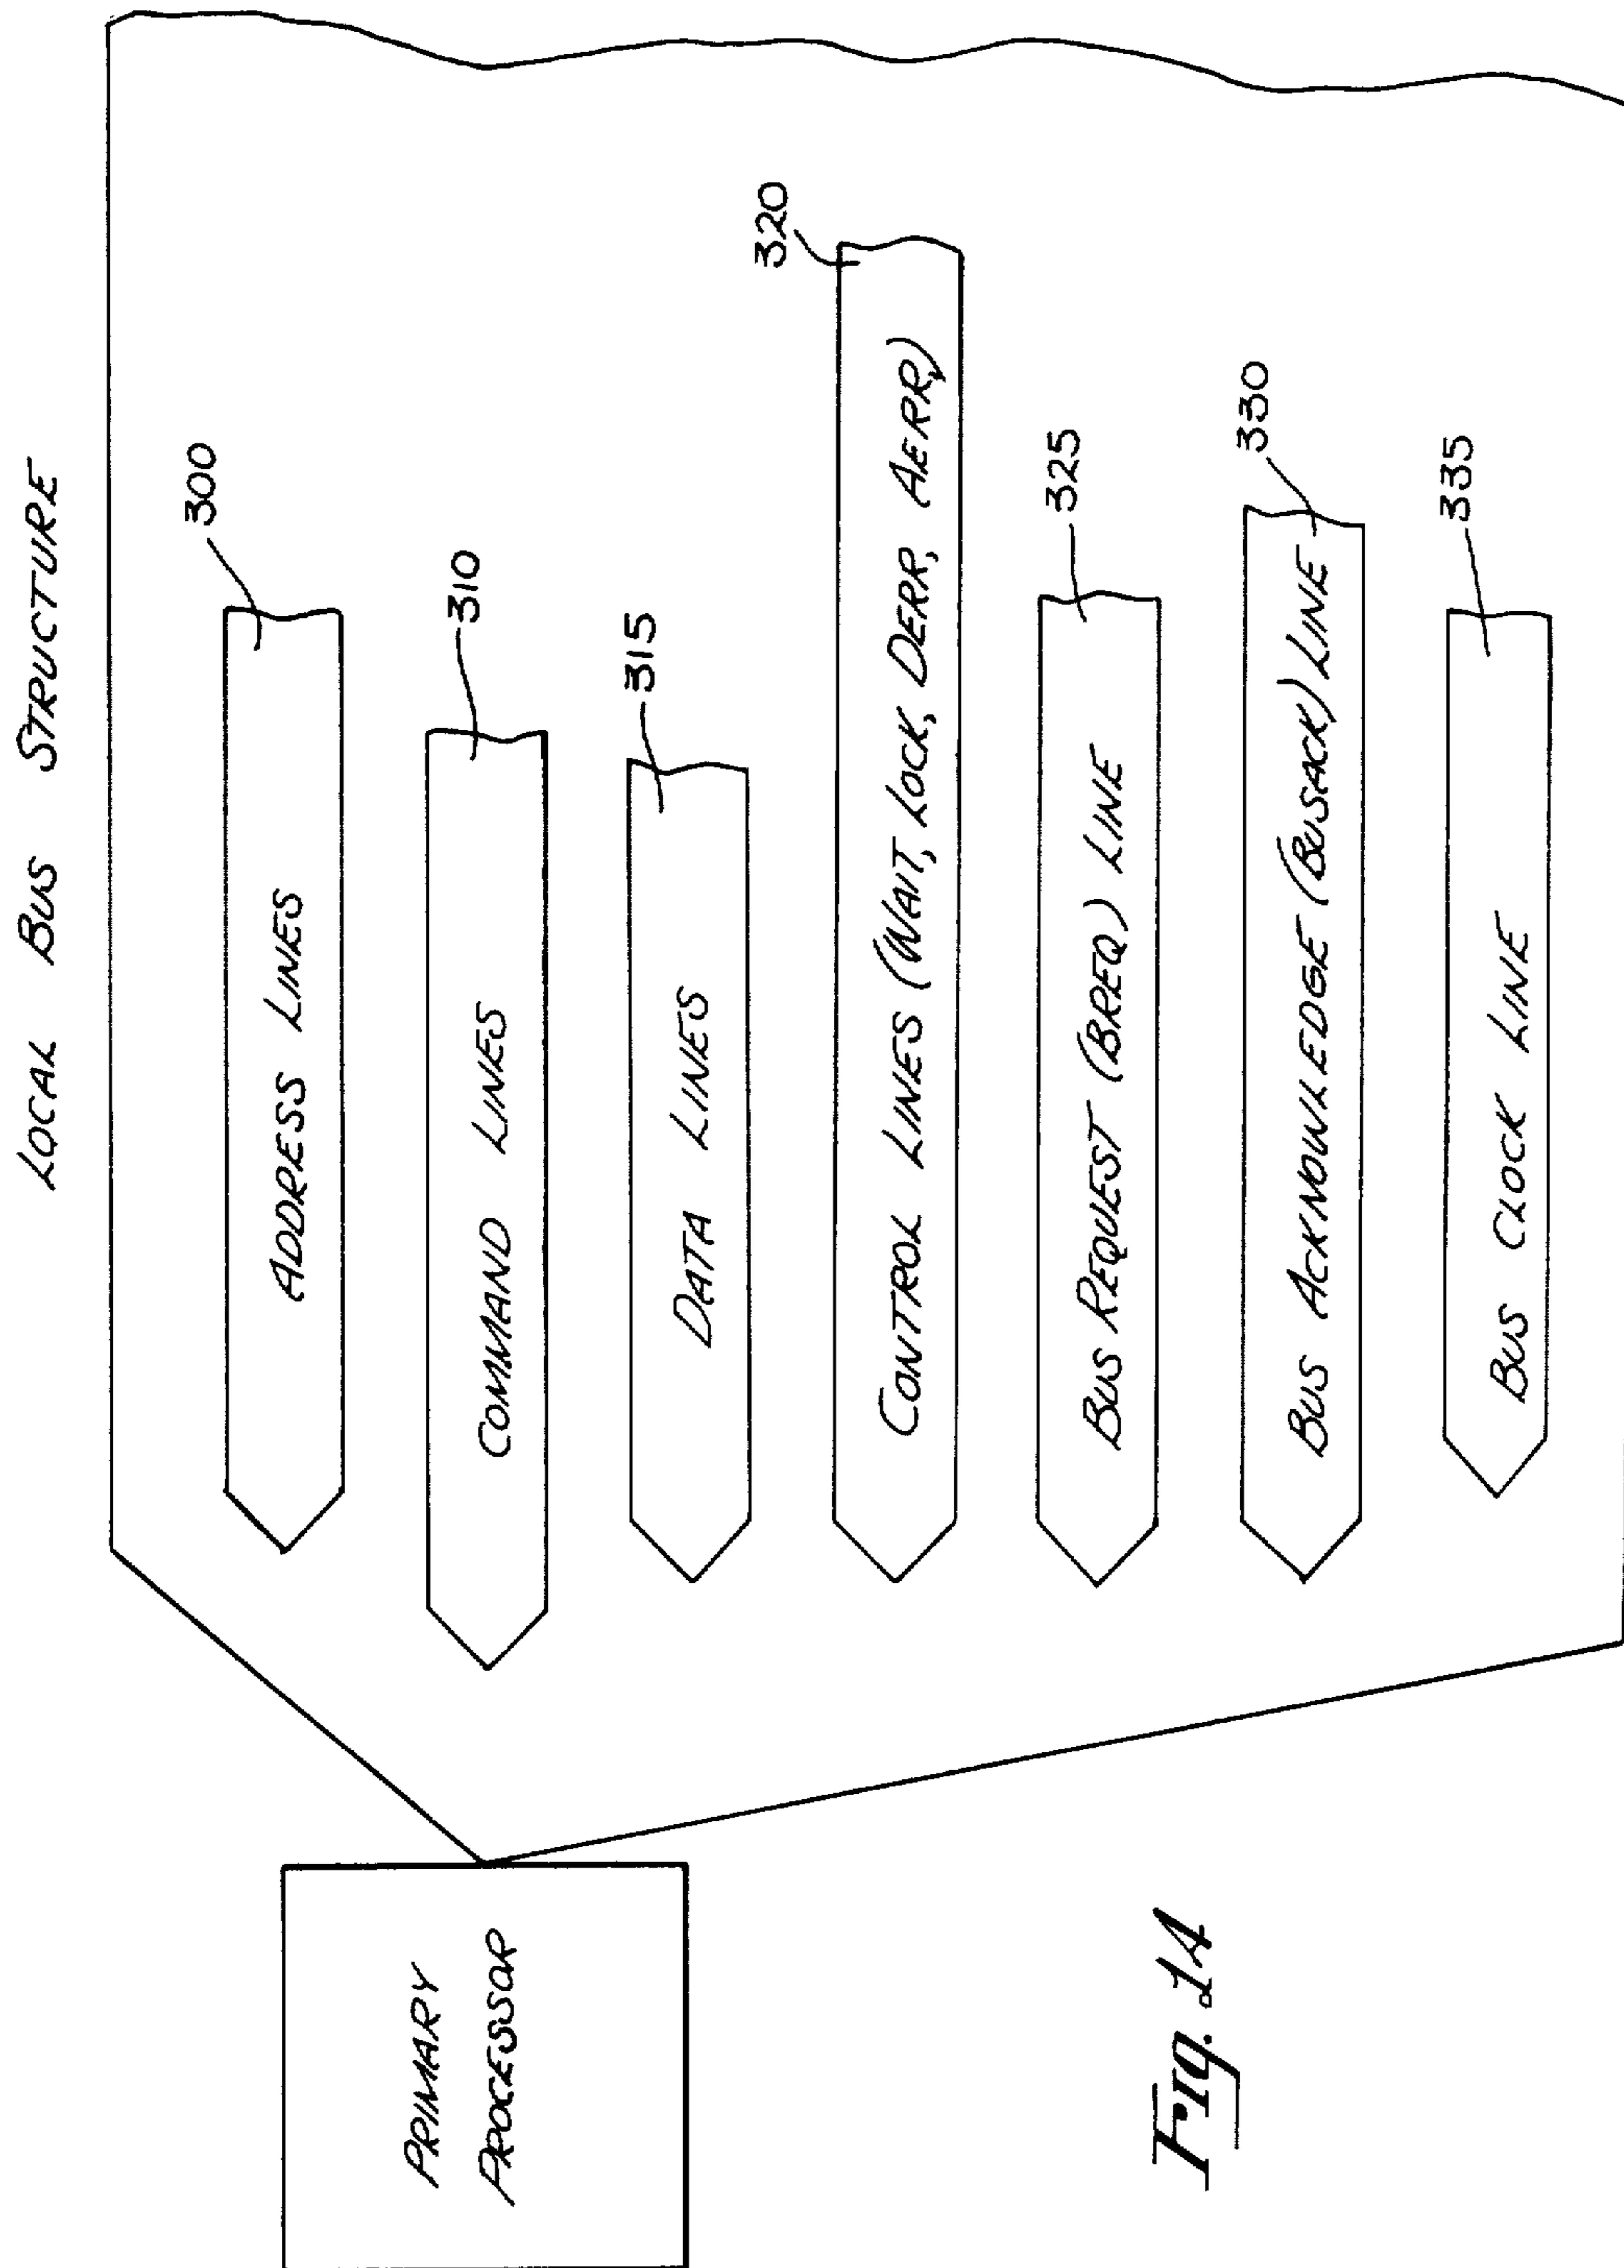 LOCAL BUS STRUCTURE
300
ADDRESS LINES
310
COMMAND LINES
315
DATA LINES
320
CONTROL LINES (WAIT, LOCK, DERR, AERR)
325
BUS REQUEST (BREQ) LINE
330
BUS ACKNOWLEDGE (BUSACK) LINE
335
BUS CLOCK LINE
PRIMARY
PROCESSOR
Fig. 14